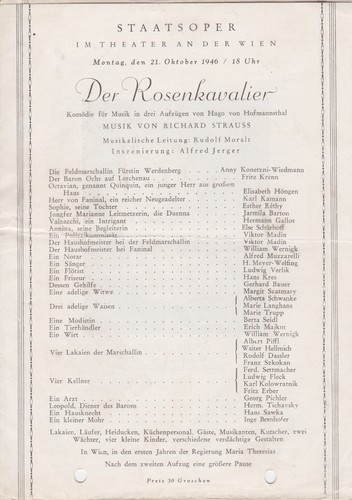 STAATSOPER
IM THEATER AN DER WIEN
Montag, den 21. Oktober 1946 / 18 Uhr
Der Rosenkavalier
Komödie für Musik in drei Aufzügen von Hugo von Hofmannsthal
MUSIK VON RICHARD STRAUSS
Musikalische Leitung: Rudolf Moralt
Inszenierung: Alfred Jerger
Die Feldmarschallin Fürstin Werdenberg . . Anny Konetzni-Wiedmann
Der Baron Ochs auf Lerchenau . . . Fritz Krenn
Octavian, genannt Quinquin, ein junger Herr aus großem
Haus . . . Elisabeth Höngen
Herr von Faninal, ein reicher Neugeadelter . . . Karl Kamann
Sophie, seine Tochter . . . Esther Réthy
Jungfer Marianne Leitmetzerin, die Duenna . . . Jarmila Barton
Valzacchi, ein Intrigant . . . Hermann Gallos
Annina, seine Begleiterin . . . Else Schürhoff
Ein Polizeikommissär . . . Viktor Madin
Der Haushofmeister bei der Feldmarschallin . . . Viktor Madin
Der Haushofmeister bei Faninal . . . William Wernigk
Ein Notar . . . Alfred Muzzarelli
Ein Sänger . . . H. Meyer-Welfing
Ein Flötist . . . Ludwig Verlik
Ein Friseur . . . Hans Kres
Dessen Gehilfe . . . Gerhard Bauer
Eine adelige Witwe . . . Margit Szatmary
Drei adelige Waisen . . . Alberta Schwanke
Marie Langhans
Marie Trupp
Eine Modistin . . . Berta Seidl
Ein Tierhändler . . . Erich Majkut
Ein Wirt . . . William Wernigk
Vier Lakaien der Marschallin . . . Albert Piffl
Walter Hellmich
Rudolf Dassler
Franz Szkokan
Vier Kellner . . . Ferd. Settmacher
Ludwig Fleck
Karl Kolowratnik
Fritz Erber
Ein Arzt . . . Georg Pichler
Leopold, Diener des Barons . . . Herm. Tichavsky
Ein Hausknecht . . . Hans Sawka
Ein kleiner Mohr . . . Inge Bernhofer
Lakaien, Läufer, Heiducken, Küchenpersonal, Gäste, Musikanten, Kutscher, zwei
Wächter, vier kleine Kinder, verschiedene verdächtige Gestalten
In Wien, in den ersten Jahren der Regierung Maria Theresias
Nach dem zweiten Aufzug eine größere Pause
Preis 30 Groschen